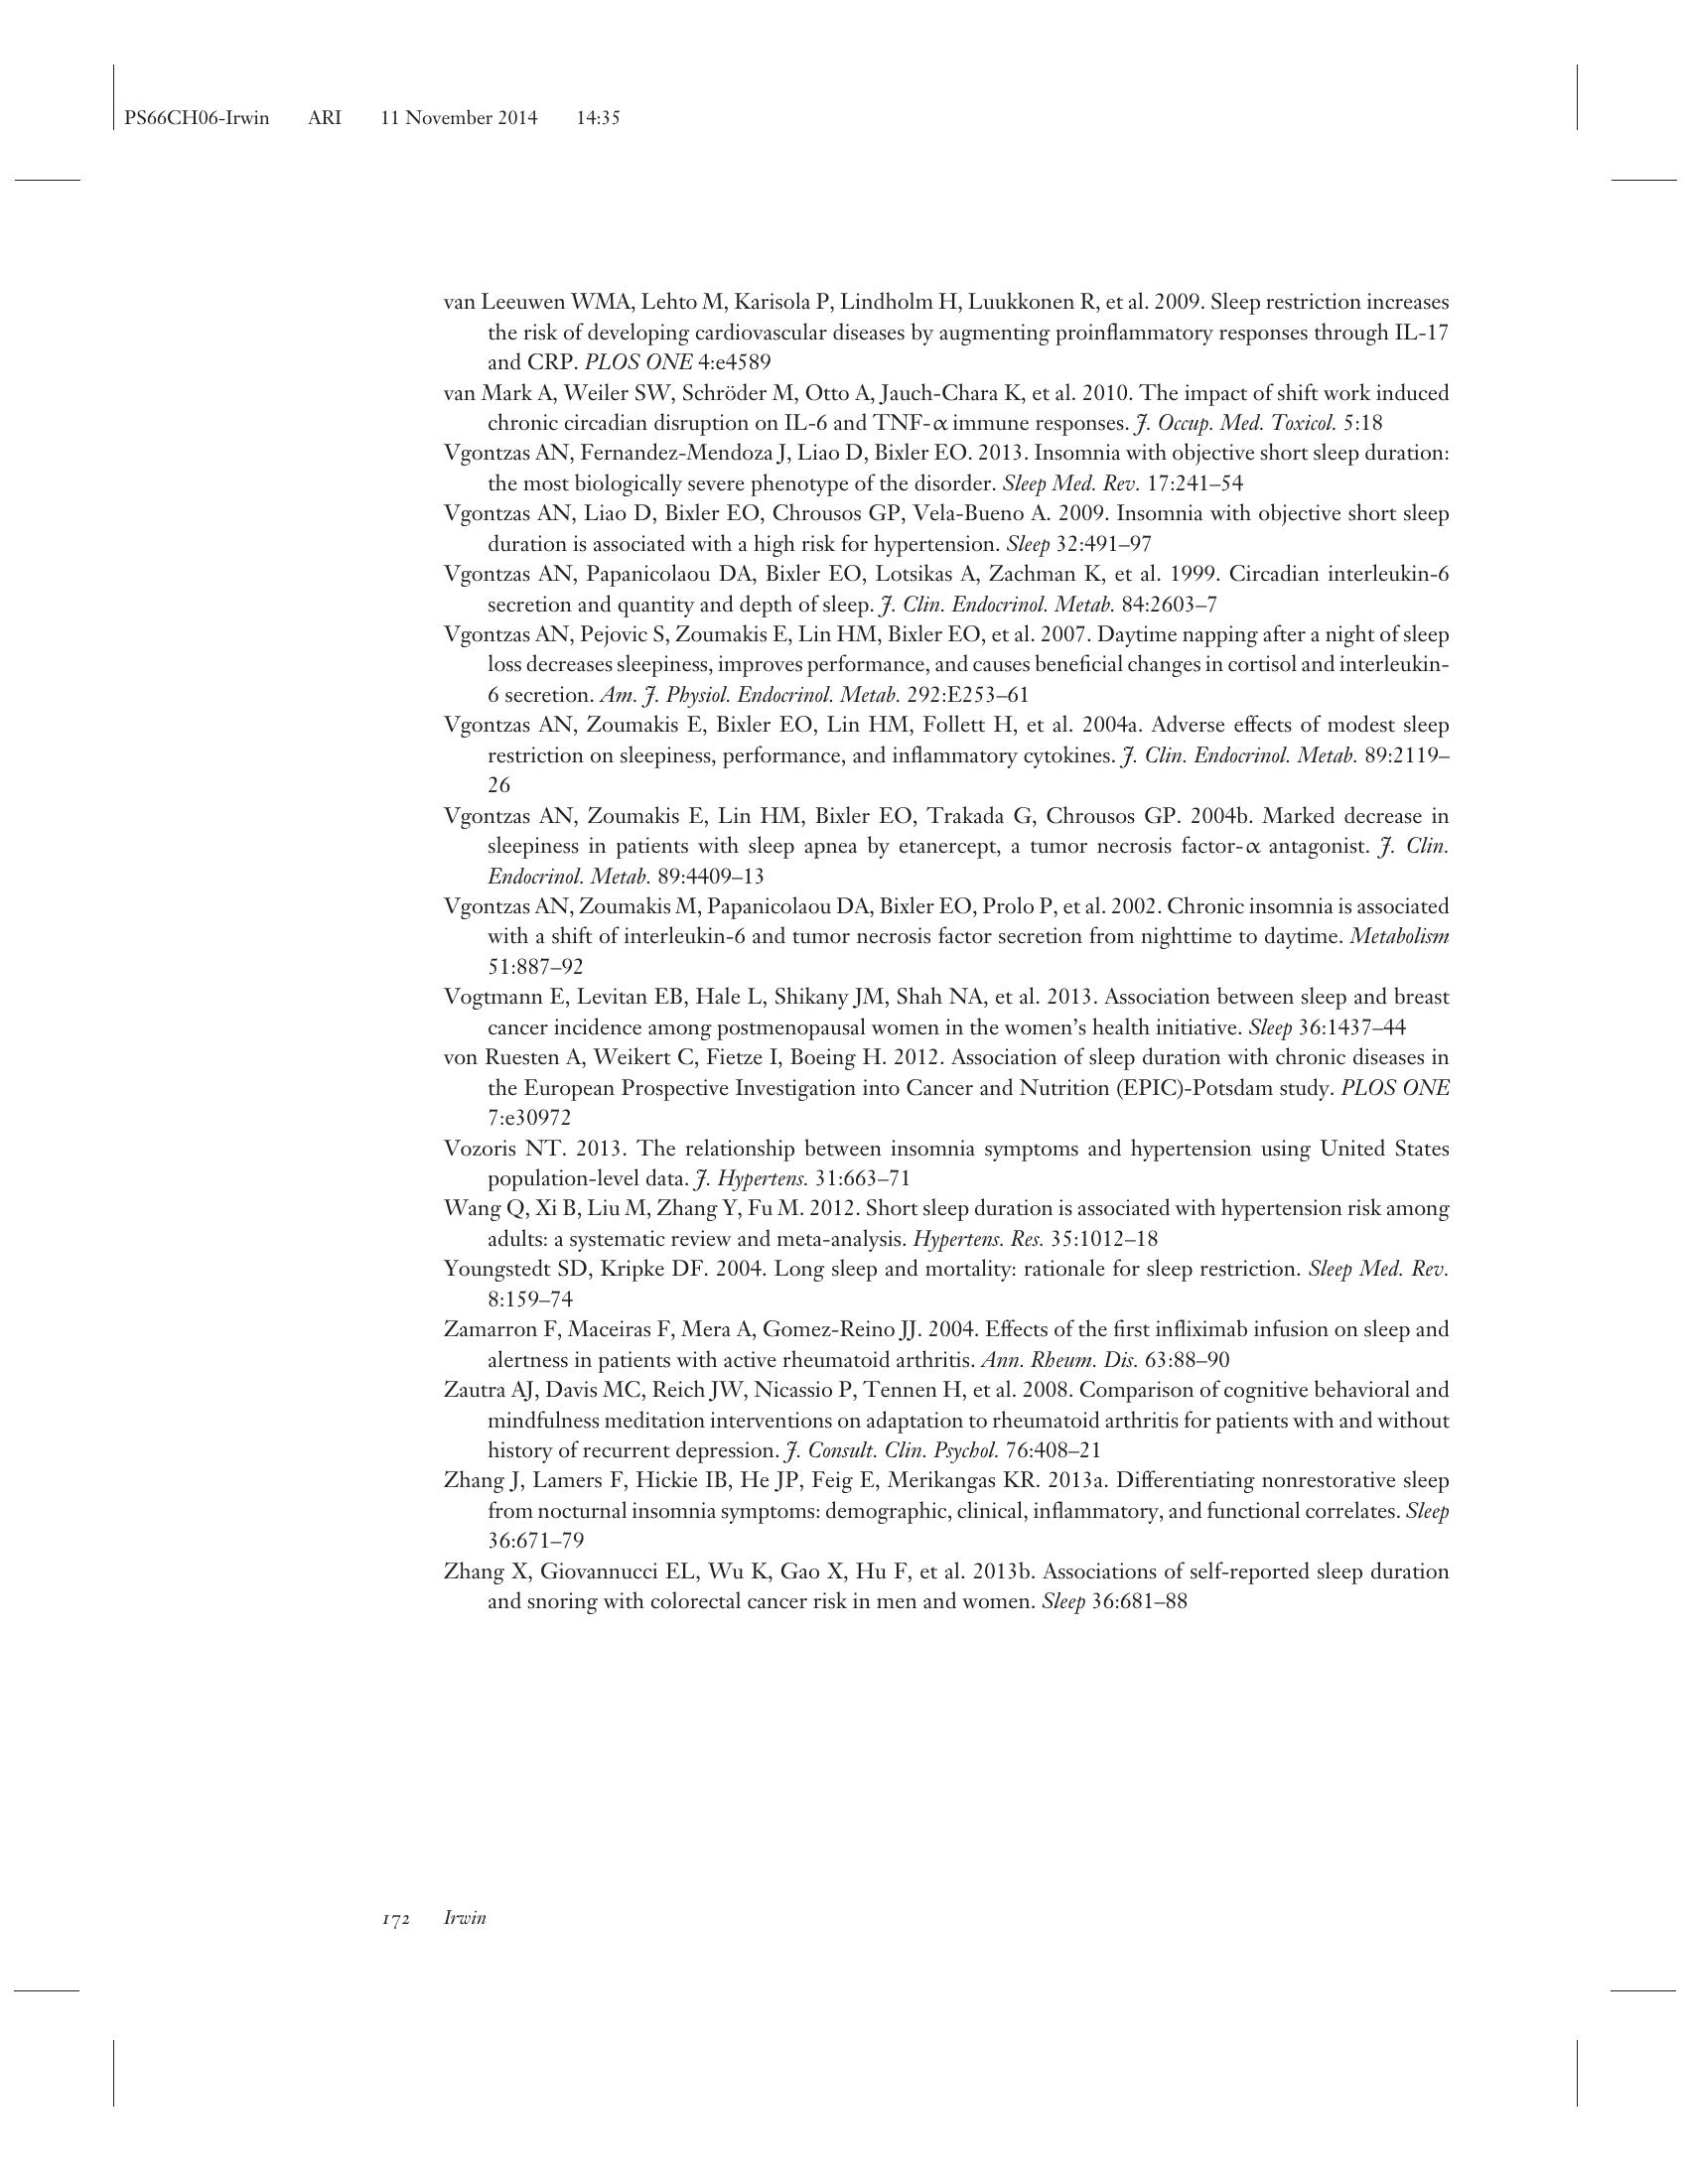 PS66CH06-Irwin ARI 11 November 2014 14:35
van Leeuwen WMA, Lehto M, Karisola P, Lindholm H, Luukkonen R, et al. 2009. Sleep restriction increases
the risk of developing cardiovascular diseases by augmenting proinflammatory responses through IL-17
and CRP. PLOS ONE 4:e4589
van Mark A, Weiler SW, Schröder M, Otto A, Jauch-Chara K, et al. 2010. The impact of shift work induced
chronic circadian disruption on IL-6 and TNF-α immune responses. J. Occup. Med. Toxicol. 5:18
Vgontzas AN, Fernandez-Mendoza J, Liao D, Bixler EO. 2013. Insomnia with objective short sleep duration:
the most biologically severe phenotype of the disorder. Sleep Med. Rev. 17:241–54
Vgontzas AN, Liao D, Bixler EO, Chrousos GP, Vela-Bueno A. 2009. Insomnia with objective short sleep
duration is associated with a high risk for hypertension. Sleep 32:491–97
Vgontzas AN, Papanicolaou DA, Bixler EO, Lotsikas A, Zachman K, et al. 1999. Circadian interleukin-6
secretion and quantity and depth of sleep. J. Clin. Endocrinol. Metab. 84:2603–7
Vgontzas AN, Pejovic S, Zoumakis E, Lin HM, Bixler EO, et al. 2007. Daytime napping after a night of sleep
loss decreases sleepiness, improves performance, and causes beneficial changes in cortisol and interleukin-
6 secretion. Am. J. Physiol. Endocrinol. Metab. 292:E253–61
Vgontzas AN, Zoumakis E, Bixler EO, Lin HM, Follett H, et al. 2004a. Adverse effects of modest sleep
restriction on sleepiness, performance, and inflammatory cytokines. J. Clin. Endocrinol. Metab. 89:2119–
26
Vgontzas AN, Zoumakis E, Lin HM, Bixler EO, Trakada G, Chrousos GP. 2004b. Marked decrease in
sleepiness in patients with sleep apnea by etanercept, a tumor necrosis factor-α antagonist. J. Clin.
Endocrinol. Metab. 89:4409–13
Vgontzas AN, Zoumakis M, Papanicolaou DA, Bixler EO, Prolo P, et al. 2002. Chronic insomnia is associated
with a shift of interleukin-6 and tumor necrosis factor secretion from nighttime to daytime. Metabolism
51:887–92
Vogtmann E, Levitan EB, Hale L, Shikany JM, Shah NA, et al. 2013. Association between sleep and breast
cancer incidence among postmenopausal women in the women's health initiative. Sleep 36:1437–44
von Ruesten A, Weikert C, Fietze I, Boeing H. 2012. Association of sleep duration with chronic diseases in
the European Prospective Investigation into Cancer and Nutrition (EPIC)-Potsdam study. PLOS ONE
7:e30972
Vozoris NT. 2013. The relationship between insomnia symptoms and hypertension using United States
population-level data. J. Hypertens. 31:663–71
Wang Q, Xi B, Liu M, Zhang Y, Fu M. 2012. Short sleep duration is associated with hypertension risk among
adults: a systematic review and meta-analysis. Hypertens. Res. 35:1012–18
Youngstedt SD, Kripke DF. 2004. Long sleep and mortality: rationale for sleep restriction. Sleep Med. Rev.
8:159–74
Zamarron F, Maceiras F, Mera A, Gomez-Reino JJ. 2004. Effects of the first infliximab infusion on sleep and
alertness in patients with active rheumatoid arthritis. Ann. Rheum. Dis. 63:88–90
Zautra AJ, Davis MC, Reich JW, Nicassio P, Tennen H, et al. 2008. Comparison of cognitive behavioral and
mindfulness meditation interventions on adaptation to rheumatoid arthritis for patients with and without
history of recurrent depression. J. Consult. Clin. Psychol. 76:408–21
Zhang J, Lamers F, Hickie IB, He JP, Feig E, Merikangas KR. 2013a. Differentiating nonrestorative sleep
from nocturnal insomnia symptoms: demographic, clinical, inflammatory, and functional correlates. Sleep
36:671–79
Zhang X, Giovannucci EL, Wu K, Gao X, Hu F, et al. 2013b. Associations of self-reported sleep duration
and snoring with colorectal cancer risk in men and women. Sleep 36:681–88
172 Irwin